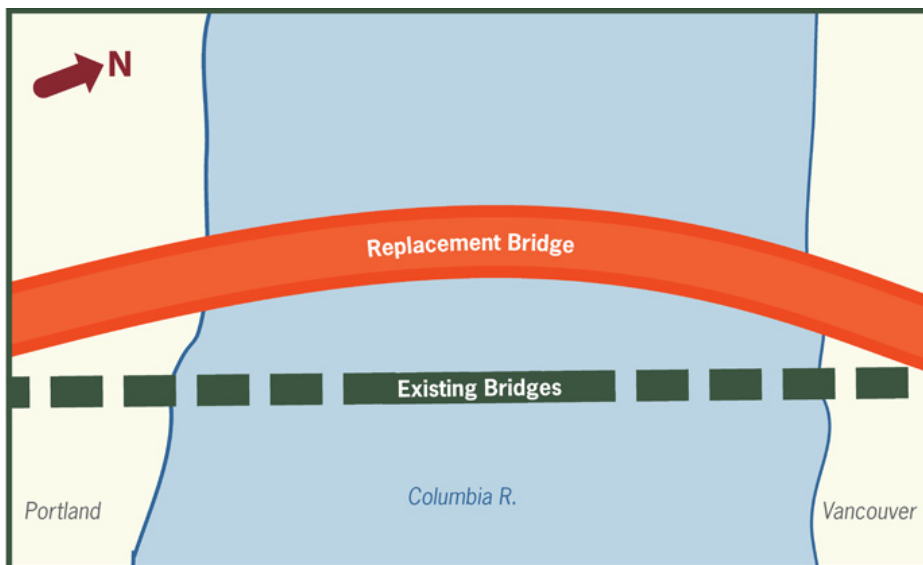 N
Replacement Bridge
Existing Bridges
Portland
Columbia R.
Vancouver